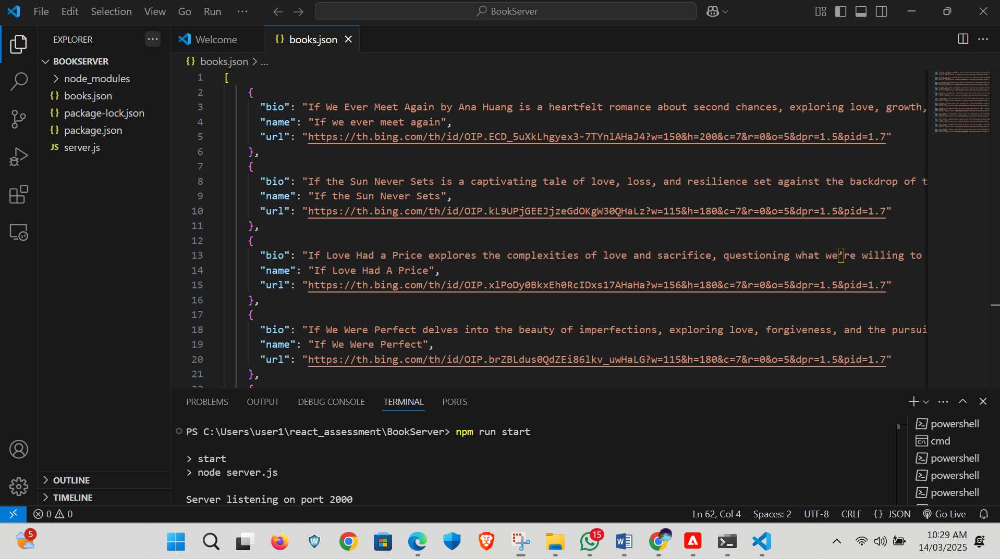 File Edit Selection View Go Run ···
BookServer
EXPLORER
BOOKSERVER
node_modules
{} books.json
{} package-lock.json
{} package.json
JS server.js
OUTLINE
TIMELINE
Welcome
{} books.json
{} books.json > ...
1 [
2 {
3 "bio": "If We Ever Meet Again by Ana Huang is a heartfelt romance about second chances, exploring love, growth,
4 "name": "If we ever meet again",
5 "url": "https://th.bing.com/th/id/OIP.ECD_5uXkLhgyex3-7TYnlAHaJ4?w=150&h=200&c=7&r=0&o=5&dpr=1.5&pid=1.7"
6 },
7 {
8 "bio": "If the Sun Never Sets is a captivating tale of love, loss, and resilience set against the backdrop of t
9 "name": "If the Sun Never Sets",
10 "url": "https://th.bing.com/th/id/OIP.kL9UPjGEEJjzeGdOKgW30QHaLz?w=115&h=180&c=7&r=0&o=5&dpr=1.5&pid=1.7"
11 },
12 {
13 "bio": "If Love Had a Price explores the complexities of love and sacrifice, questioning what we’re willing to
14 "name": "If Love Had A Price",
15 "url": "https://th.bing.com/th/id/OIP.xlPoDy0BkxEh0RcIDxs17AHaHa?w=156&h=180&c=7&r=0&o=5&dpr=1.5&pid=1.7"
16 },
17 {
18 "bio": "If We Were Perfect delves into the beauty of imperfections, exploring love, forgiveness, and the pursui
19 "name": "If We Were Perfect",
20 "url": "https://th.bing.com/th/id/OIP.brZBLdus0QdZEi86lkv_uwHaLG?w=115&h=180&c=7&r=0&o=5&dpr=1.5&pid=1.7"
21 },
PROBLEMS OUTPUT DEBUG CONSOLE TERMINAL PORTS
PS C:\Users\user1\react_assessment\BookServer> npm run start
> start
> node server.js
Server listening on port 2000
powershell
cmd
powershell
powershell
powershell
0 0
Ln 62, Col 4 Spaces: 2 UTF-8 CRLF {} JSON Go Live
5
15
10:29 AM
14/03/2025